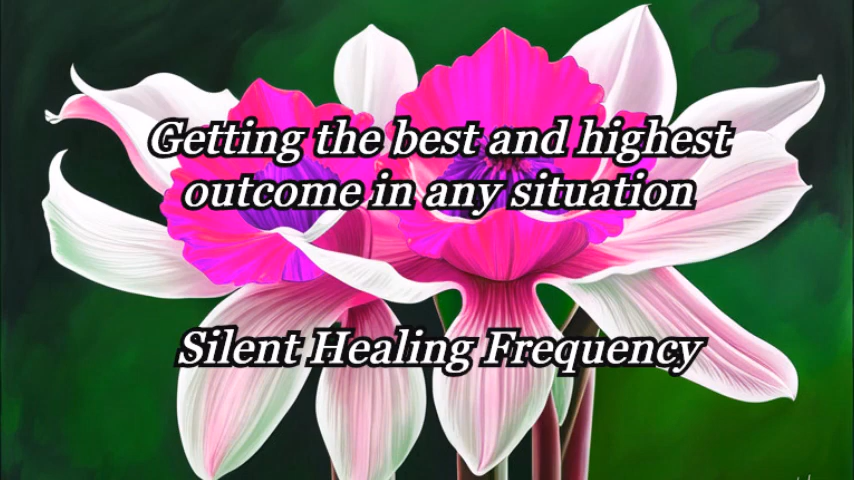 Getting the best and highest
outcome in any situation
Silent Healing Frequency